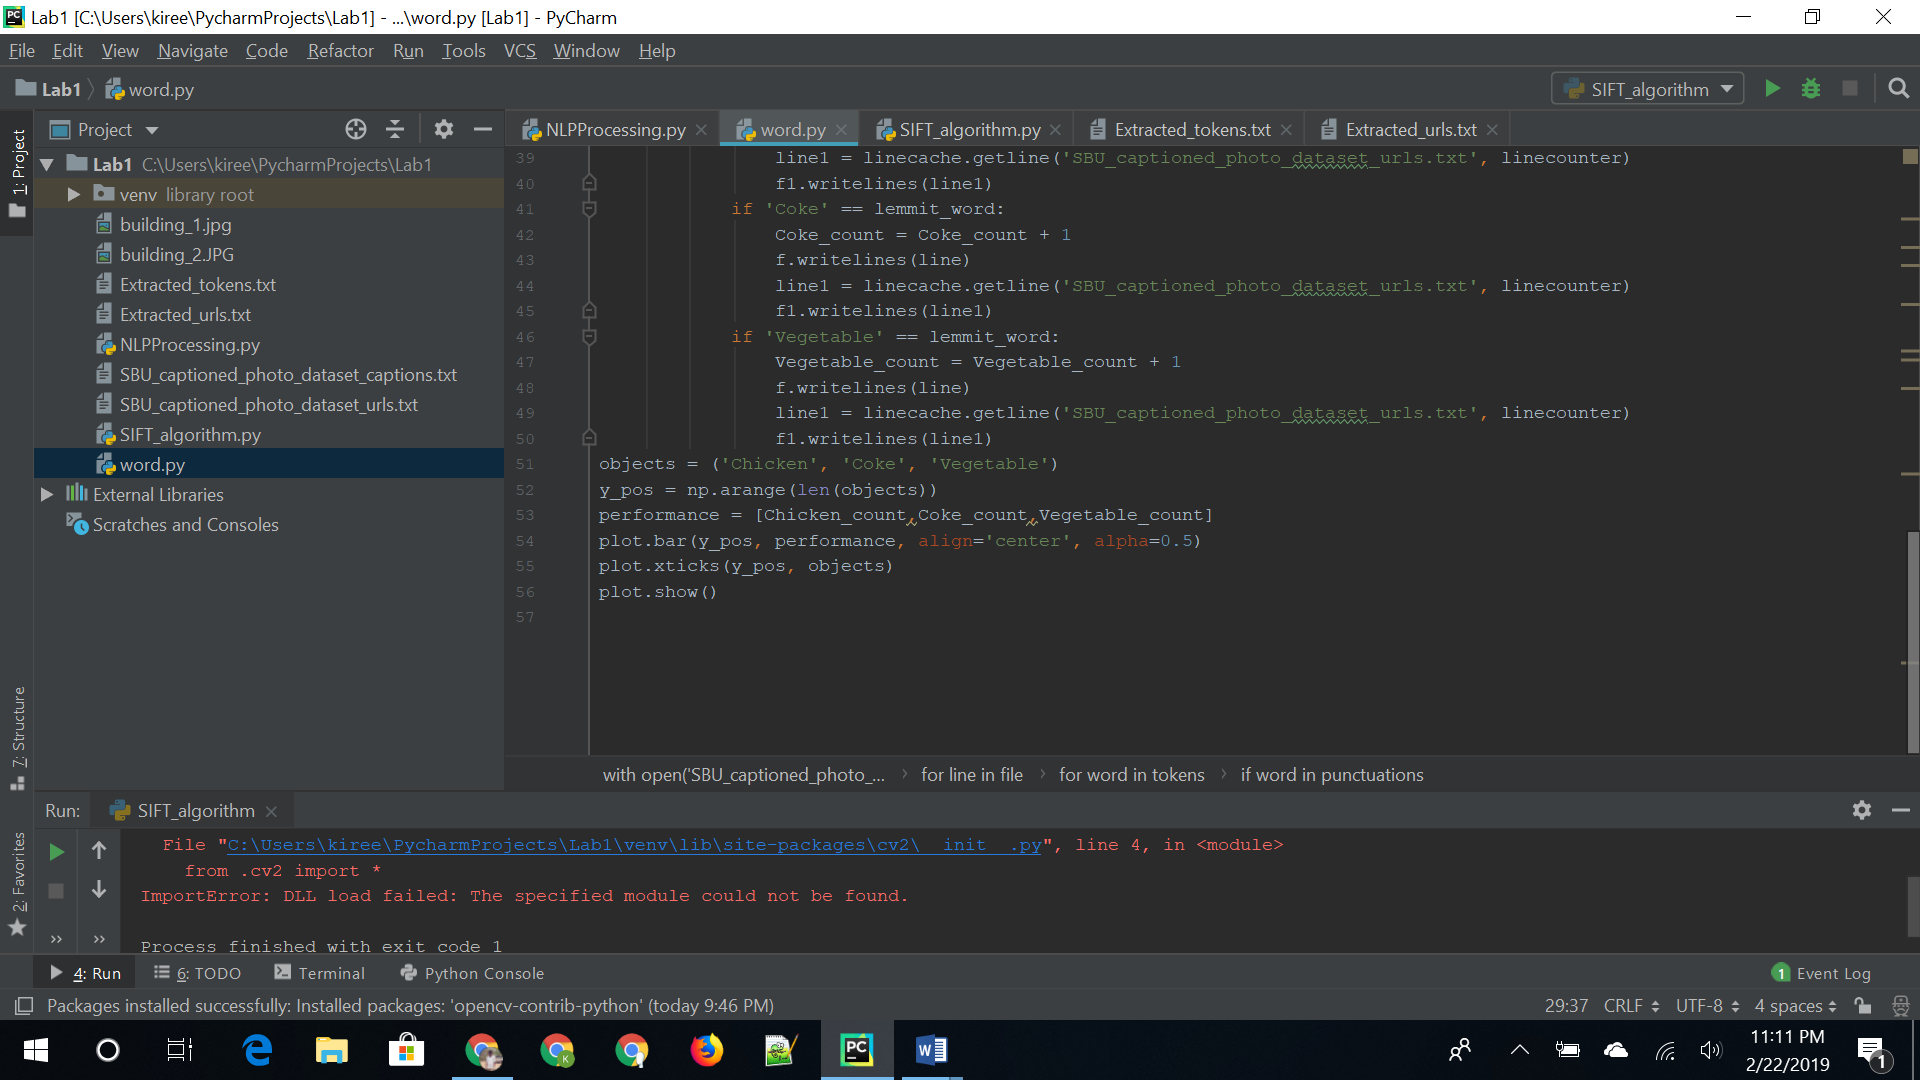 Lab1 [C:\Users\kiree\PycharmProjects\Lab1] - ...\word.py [Lab1] - PyCharm
File Edit View Navigate Code Refactor Run Tools VCS Window Help
Lab1 word.py SIFT_algorithm
Project NLPProcessing.py word.py SIFT_algorithm.py Extracted_tokens.txt Extracted_urls.txt
1: Project
Lab1 C:\Users\kiree\PycharmProjects\Lab1
venv library root
building_1.jpg
building_2.JPG
Extracted_tokens.txt
Extracted_urls.txt
NLPProcessing.py
SBU_captioned_photo_dataset_captions.txt
SBU_captioned_photo_dataset_urls.txt
SIFT_algorithm.py
word.py
External Libraries
Scratches and Consoles
7: Structure
2: Favorites
39 line1 = linecache.getline('SBU_captioned_photo_dataset_urls.txt', linecounter)
40 f1.writelines(line1)
41 if 'Coke' == lemmit_word:
42 Coke_count = Coke_count + 1
43 f.writelines(line)
44 line1 = linecache.getline('SBU_captioned_photo_dataset_urls.txt', linecounter)
45 f1.writelines(line1)
46 if 'Vegetable' == lemmit_word:
47 Vegetable_count = Vegetable_count + 1
48 f.writelines(line)
49 line1 = linecache.getline('SBU_captioned_photo_dataset_urls.txt', linecounter)
50 f1.writelines(line1)
51 objects = ('Chicken', 'Coke', 'Vegetable')
52 y_pos = np.arange(len(objects))
53 performance = [Chicken_count,Coke_count,Vegetable_count]
54 plot.bar(y_pos, performance, align='center', alpha=0.5)
55 plot.xticks(y_pos, objects)
56 plot.show()
57
with open('SBU_captioned_photo_... › for line in file › for word in tokens › if word in punctuations
Run: SIFT_algorithm
File "C:\Users\kiree\PycharmProjects\Lab1\venv\lib\site-packages\cv2\__init__.py", line 4, in <module>
from .cv2 import *
ImportError: DLL load failed: The specified module could not be found.
Process finished with exit code 1
4: Run 6: TODO Terminal Python Console 1 Event Log
Packages installed successfully: Installed packages: 'opencv-contrib-python' (today 9:46 PM) 29:37 CRLF UTF-8 4 spaces
11:11 PM
2/22/2019
1